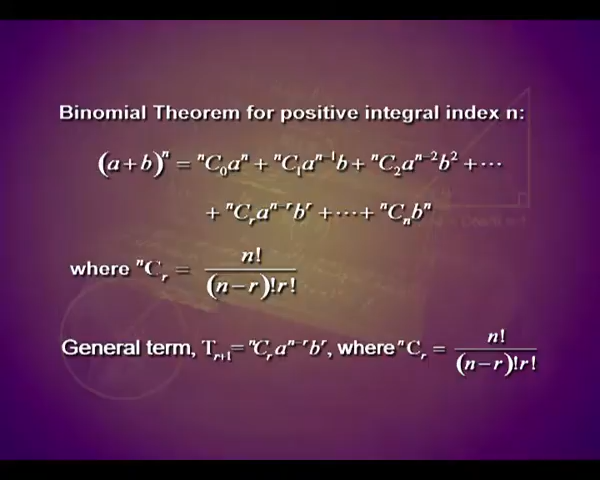 Binomial Theorem for positive integral index n:
(a+b)ⁿ = ⁿC₀aⁿ + ⁿC₁aⁿ⁻¹b + ⁿC₂aⁿ⁻²b² + ⋯
+ ⁿCᵣaⁿ⁻ʳbʳ + ⋯ + ⁿCₙbⁿ
where ⁿCᵣ = n! / (n−r)!r!
General term, Tᵣ₊₁= ⁿCᵣaⁿ⁻ʳbʳ, where ⁿCᵣ = n! / (n−r)!r!